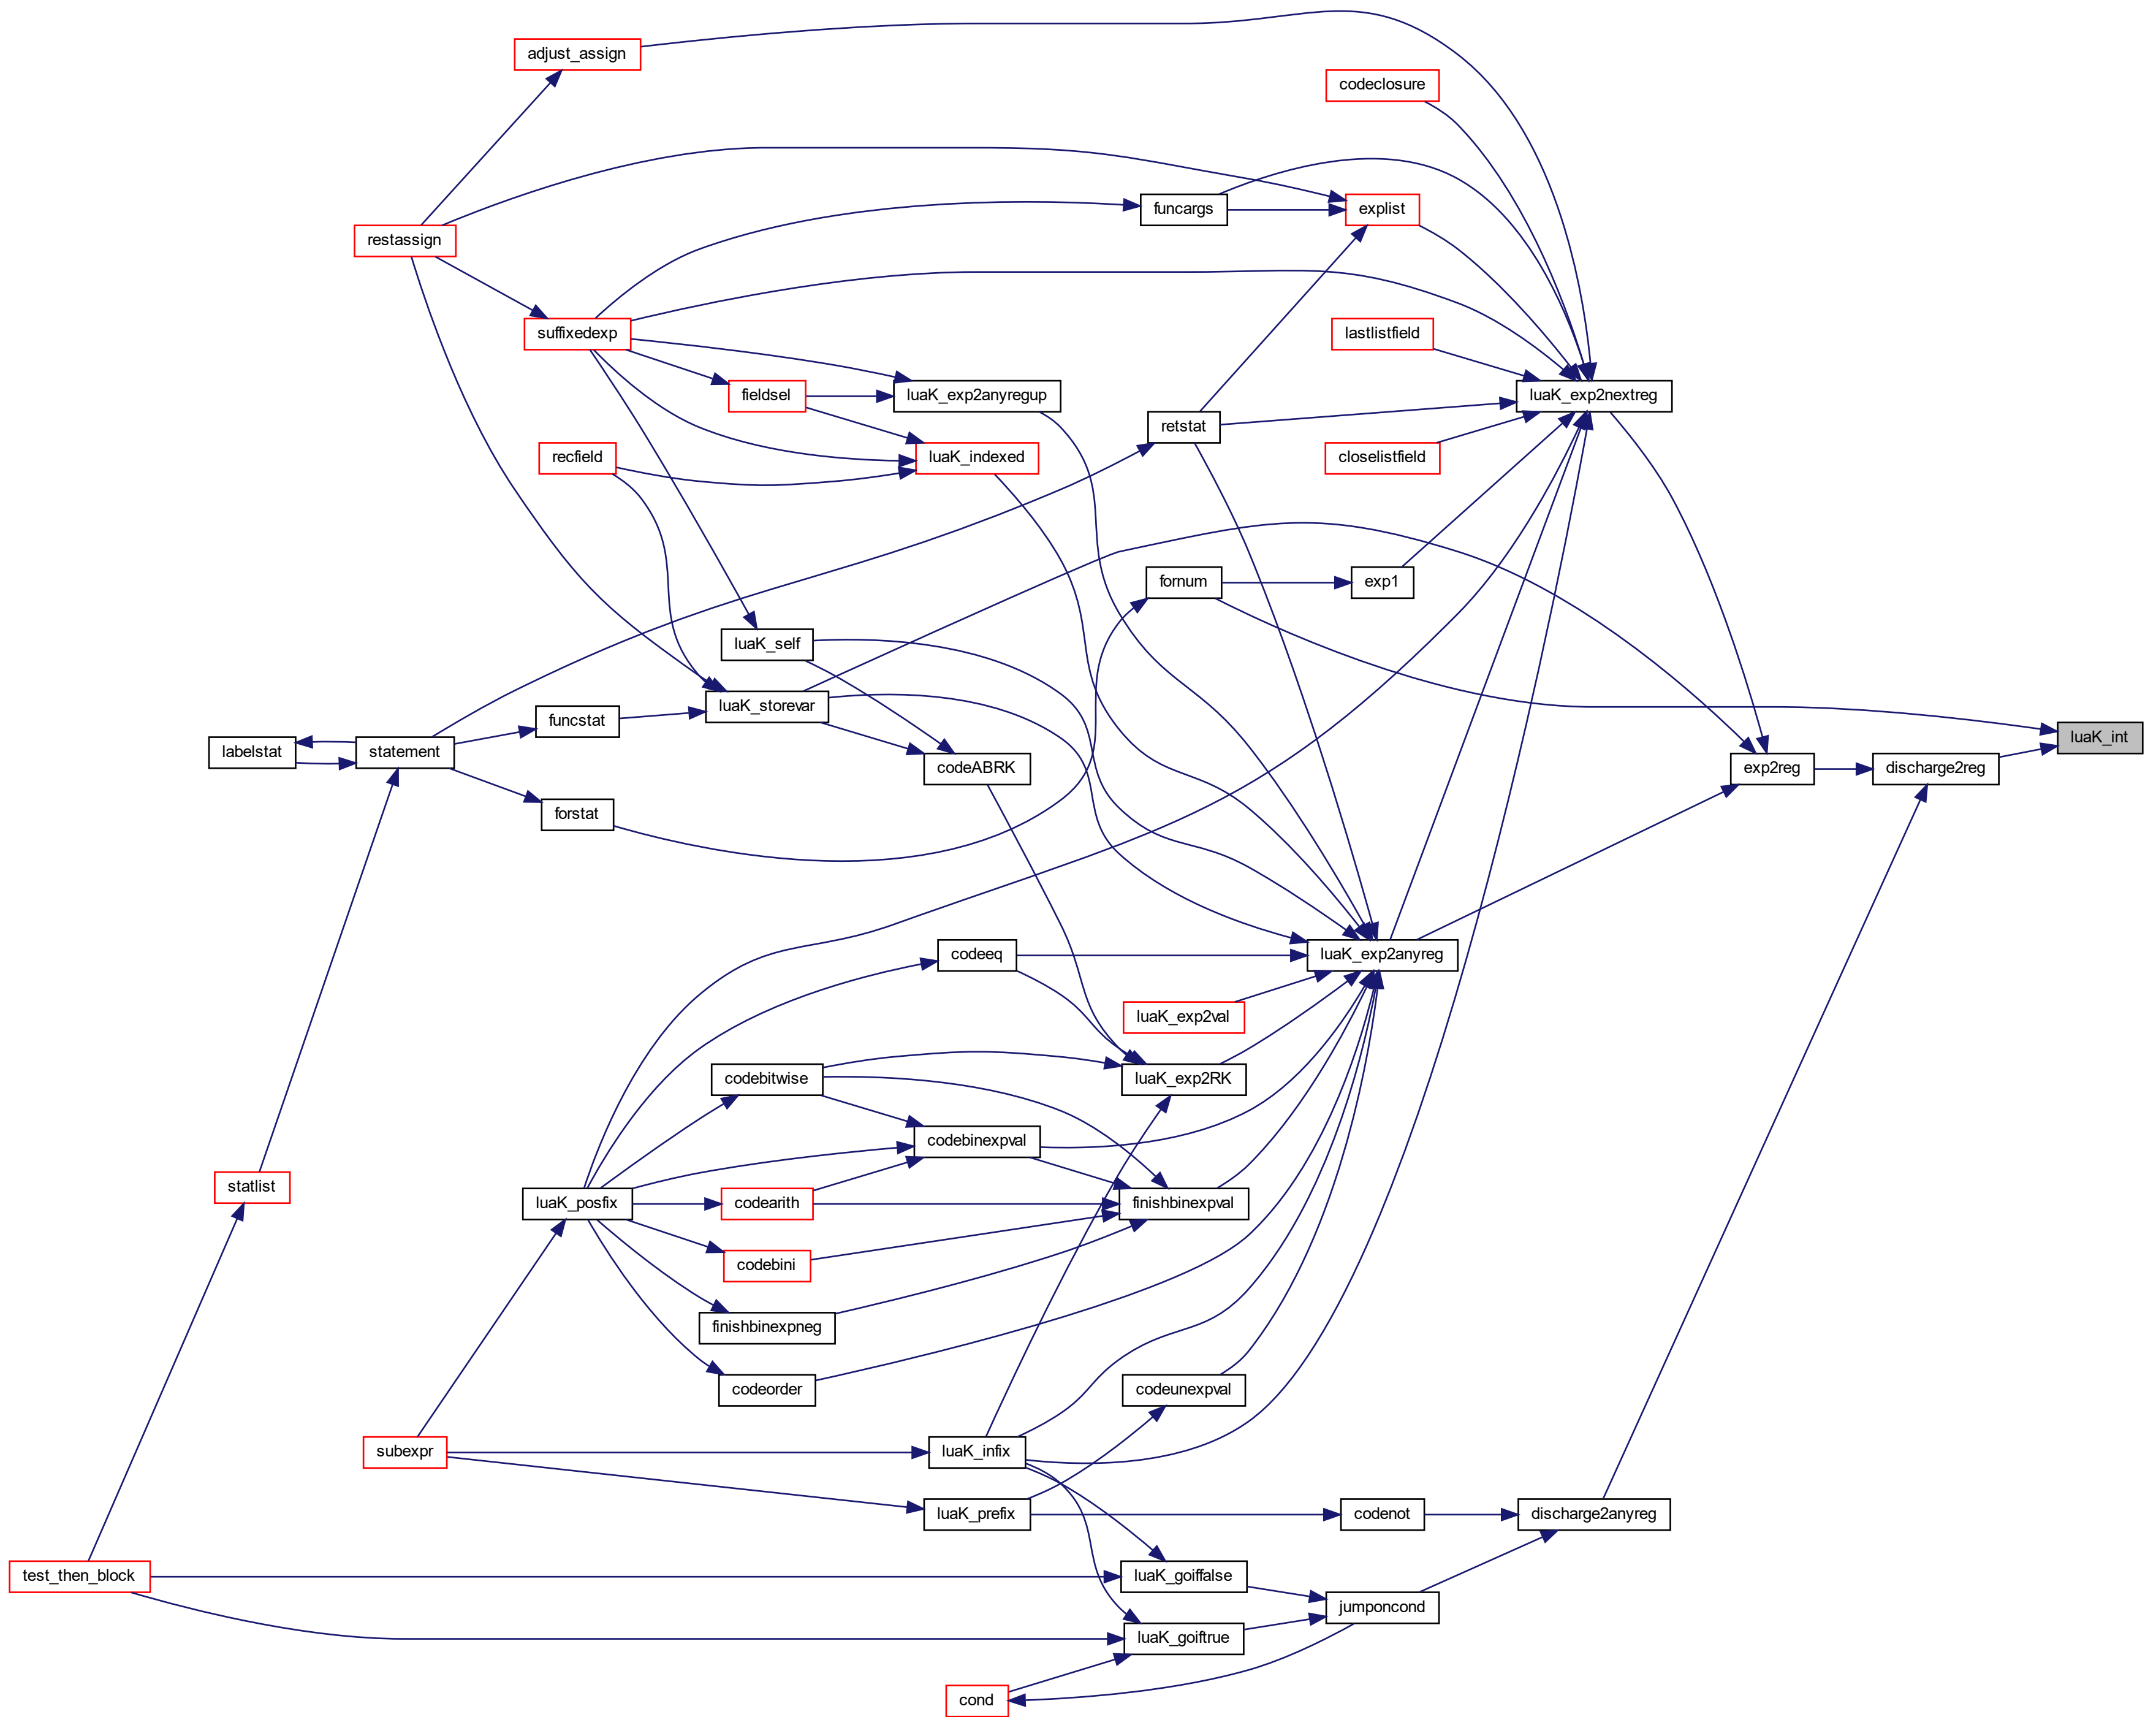 adjust_assign
codeclosure
funcargs
explist
restassign
suffixedexp
lastlistfield
fieldsel
luaK_exp2anyregup
luaK_exp2nextreg
retstat
recfield
luaK_indexed
closelistfield
fornum
exp1
luaK_self
luaK_storevar
funcstat
luaK_int
labelstat
statement
codeABRK
exp2reg
discharge2reg
forstat
codeeq
luaK_exp2anyreg
luaK_exp2val
codebitwise
luaK_exp2RK
codebinexpval
statlist
luaK_posfix
codearith
finishbinexpval
codebini
finishbinexpneg
codeorder
codeunexpval
subexpr
luaK_infix
luaK_prefix
codenot
discharge2anyreg
test_then_block
luaK_goiffalse
jumponcond
luaK_goiftrue
cond